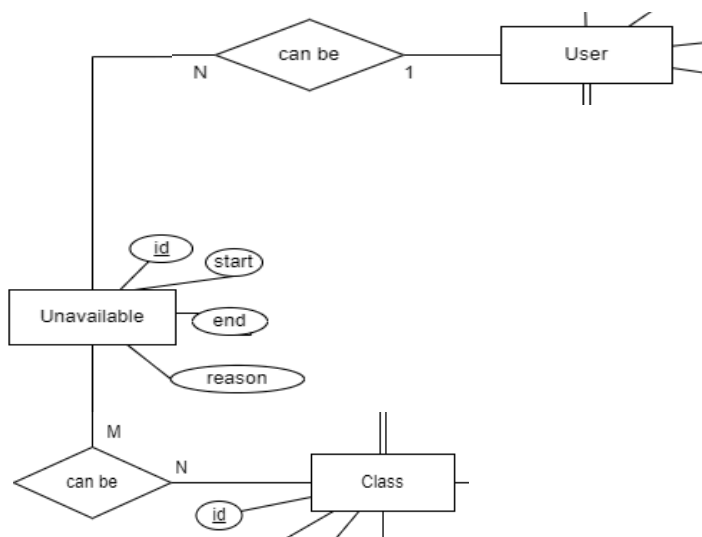 can be
User
N
1
id
start
Unavailable
end
reason
M
N
can be
Class
id